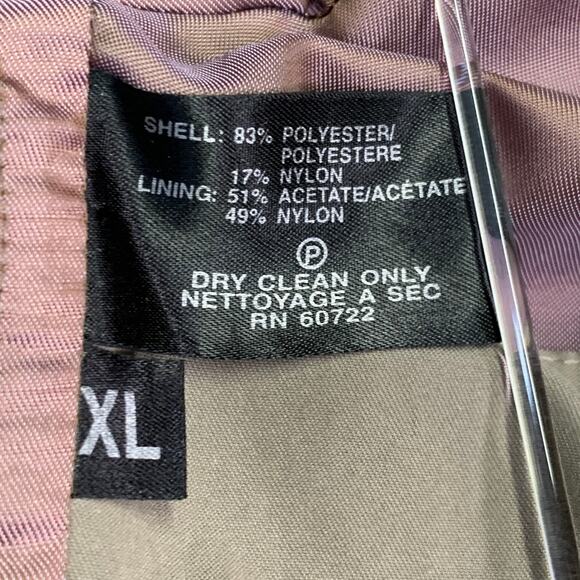 SHELL: 83% POLYESTER/
POLYESTERE
17% NYLON
LINING: 51% ACETATE/ACÉTATE
49% NYLON
P
DRY CLEAN ONLY
NETTOYAGE A SEC
RN 60722
XL